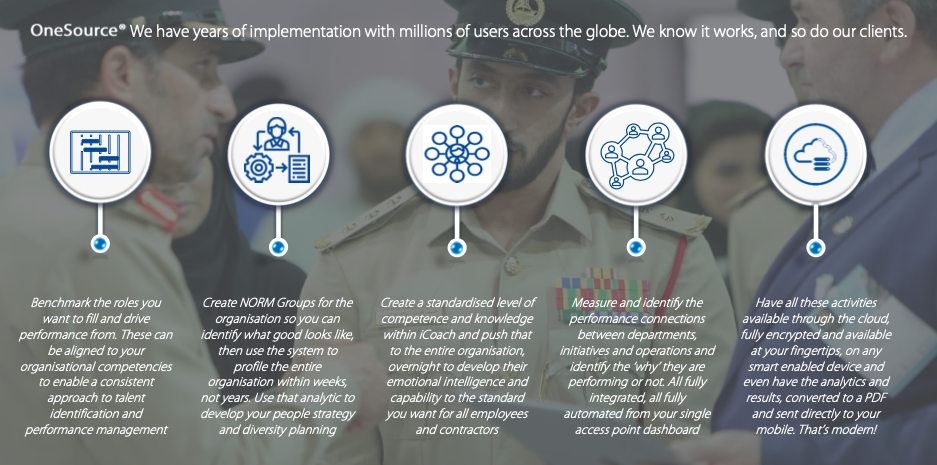 OneSource® We have years of implementation with millions of users across the globe. We know it works, and so do our clients.
Benchmark the roles you
want to fill and drive
performance from. These can
be aligned to your
organisational competencies
to enable a consistent
approach to talent
identification and
performance management
Create NORM Groups for the
organisation so you can
identify what good looks like,
then use the system to
profile the entire
organisation within weeks,
not years. Use that analytic to
develop your people strategy
and diversity planning
Create a standardised level of
competence and knowledge
within iCoach and push that
to the entire organisation,
overnight to develop their
emotional intelligence and
capability to the standard
you want for all employees
and contractors
Measure and identify the
performance connections
between departments,
initiatives and operations and
identify the ‘why’ they are
performing or not. All fully
integrated, all fully
automated from your single
access point dashboard
Have all these activities
available through the cloud,
fully encrypted and available
at your fingertips, on any
smart enabled device and
even have the analytics and
results, converted to a PDF
and sent directly to your
mobile. That’s modern!